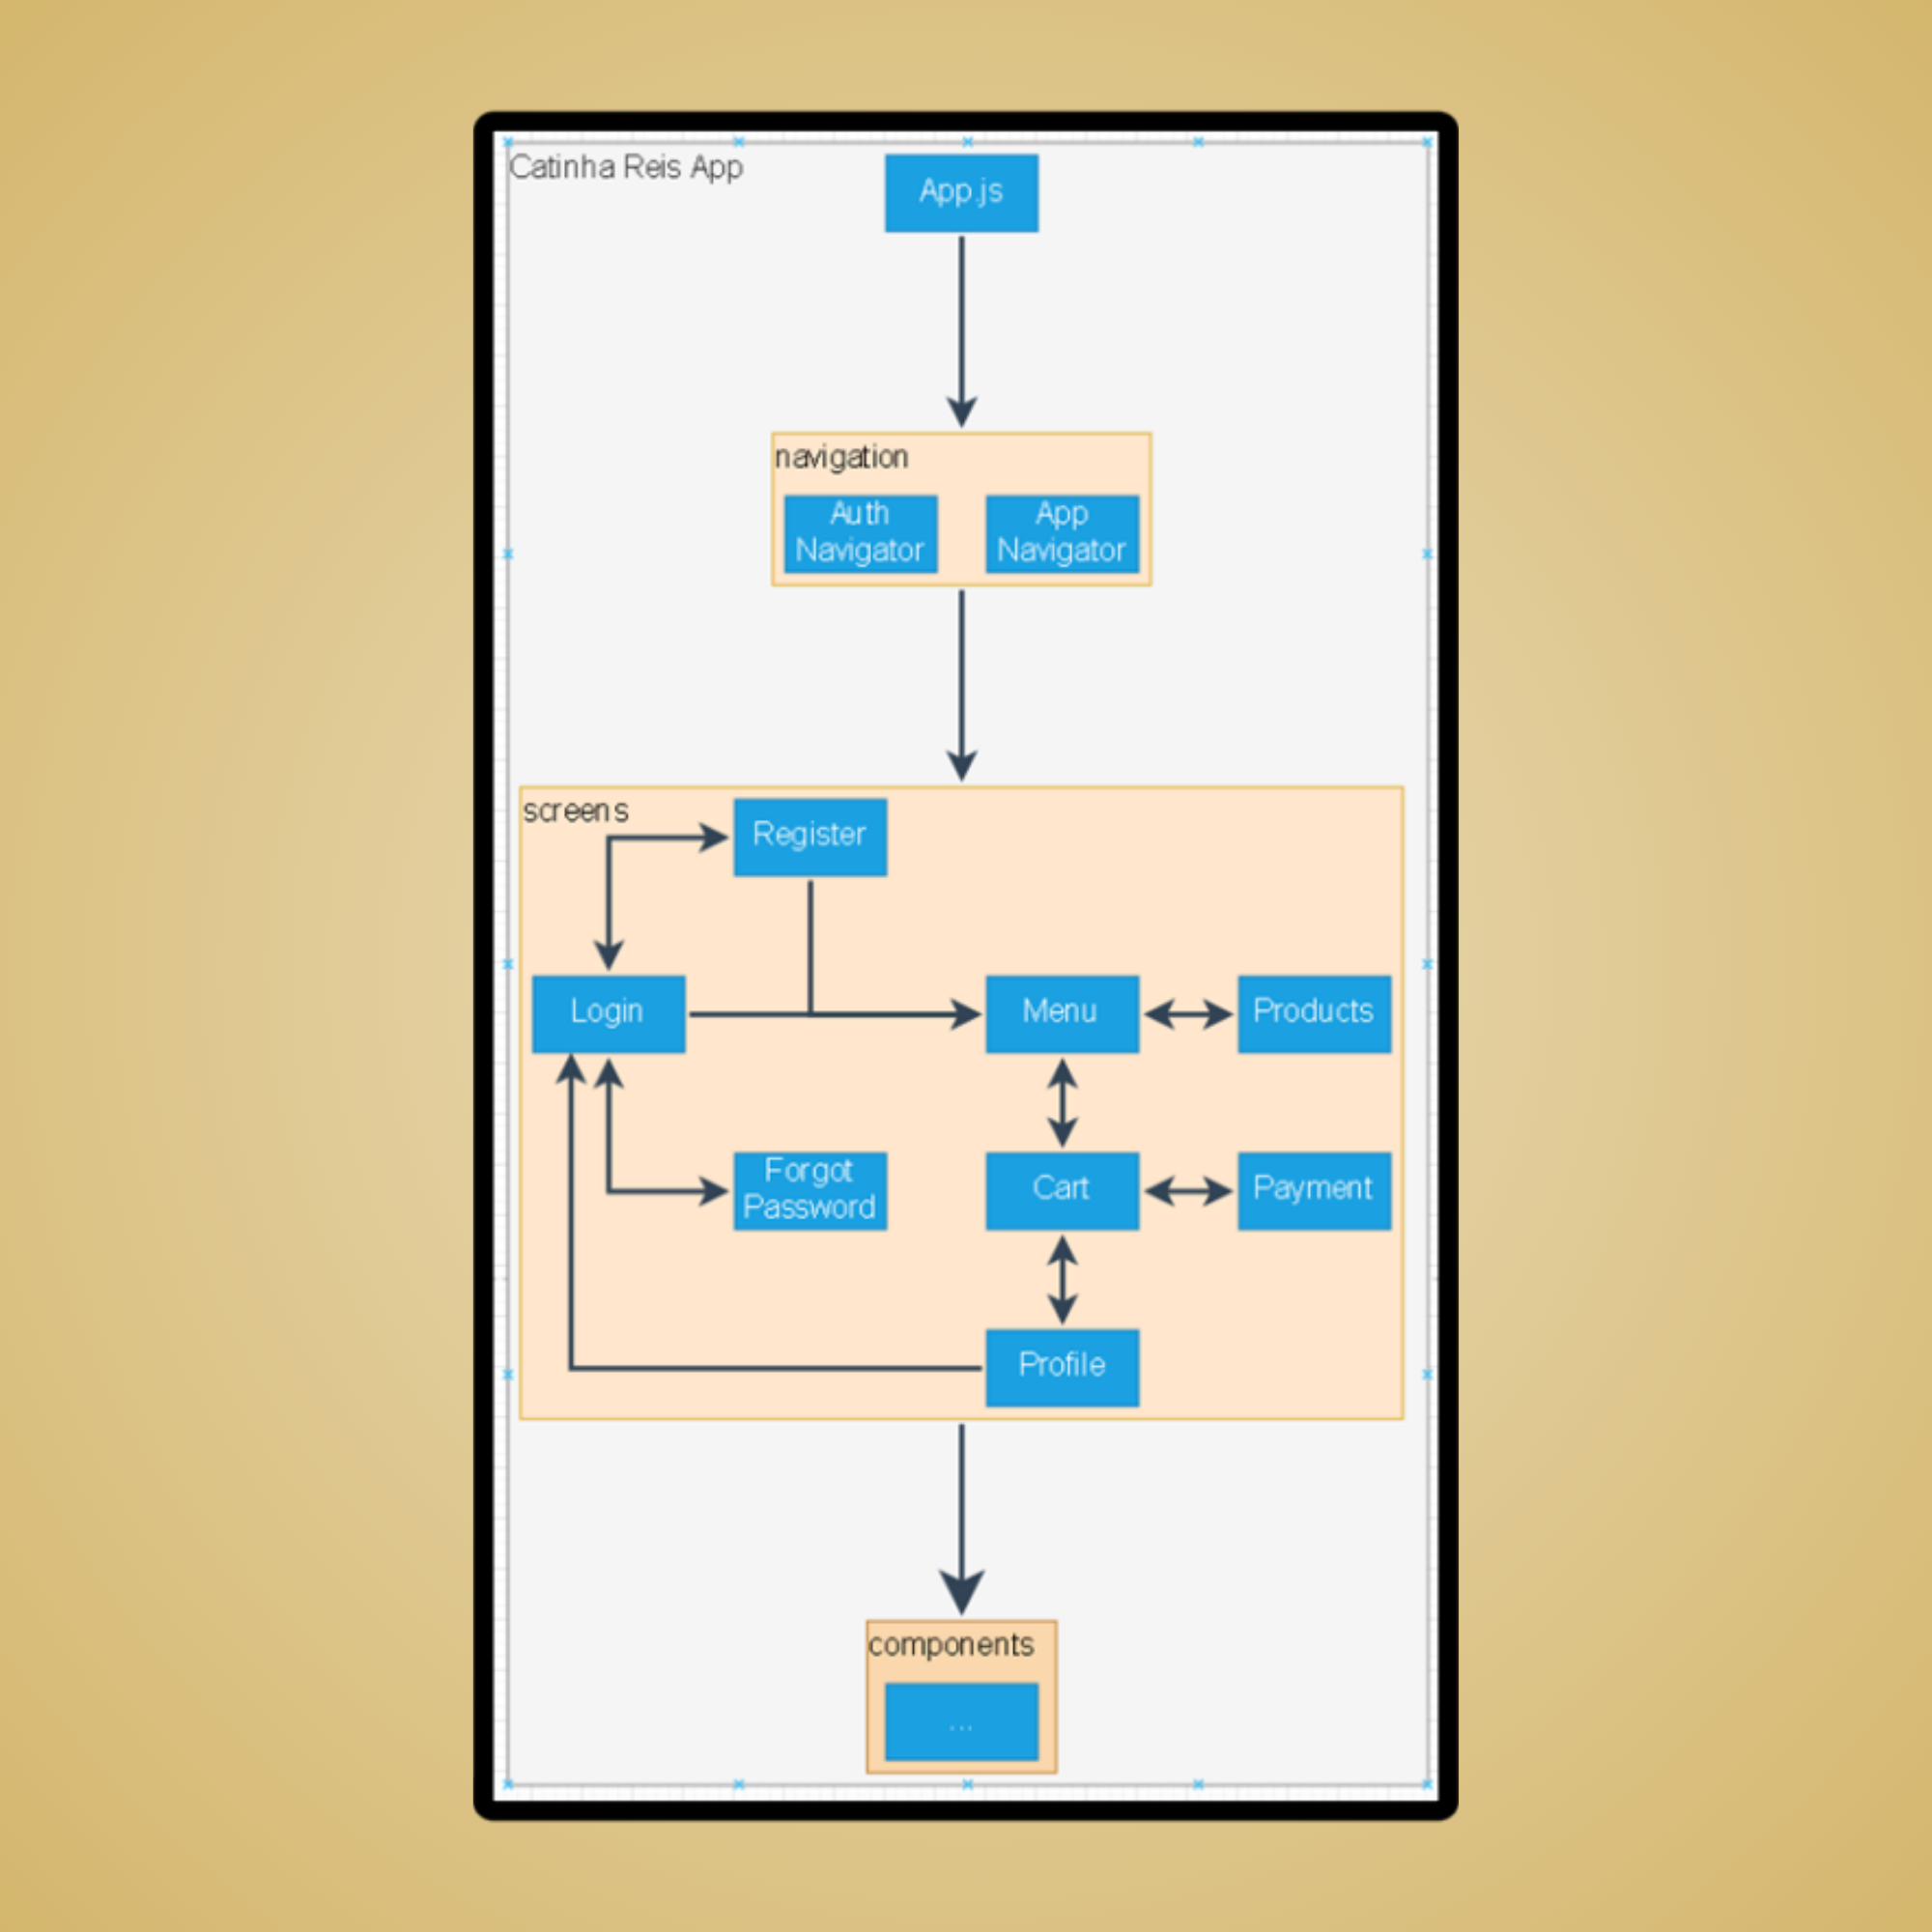 Catinha Reis App
App.js
navigation
Auth
Navigator
App
Navigator
screens
Register
Login
Menu
Products
Forgot
Password
Cart
Payment
Profile
components
...